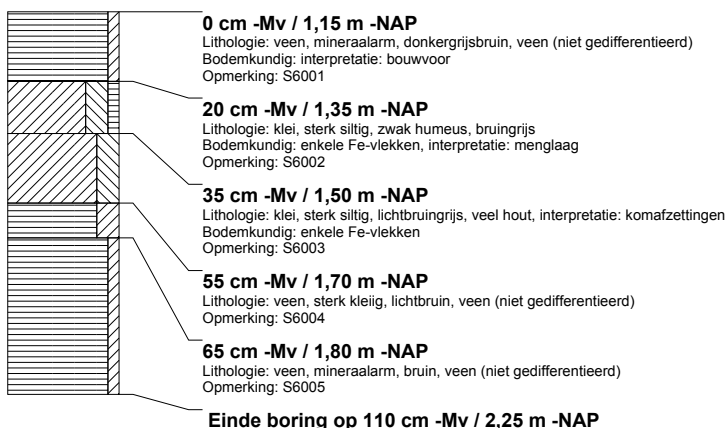 0 cm -Mv / 1,15 m -NAP
Lithologie: veen, mineraalarm, donkergrijsbruin, veen (niet gedifferentieerd)
Bodemkundig: interpretatie: bouwvoor
Opmerking: S6001
20 cm -Mv / 1,35 m -NAP
Lithologie: klei, sterk siltig, zwak humeus, bruingrijs
Bodemkundig: enkele Fe-vlekken, interpretatie: menglaag
Opmerking: S6002
35 cm -Mv / 1,50 m -NAP
Lithologie: klei, sterk siltig, lichtbruingrijs, veel hout, interpretatie: komafzettingen
Bodemkundig: enkele Fe-vlekken
Opmerking: S6003
55 cm -Mv / 1,70 m -NAP
Lithologie: veen, sterk kleiig, lichtbruin, veen (niet gedifferentieerd)
Opmerking: S6004
65 cm -Mv / 1,80 m -NAP
Lithologie: veen, mineraalarm, bruin, veen (niet gedifferentieerd)
Opmerking: S6005
Einde boring op 110 cm -Mv / 2,25 m -NAP